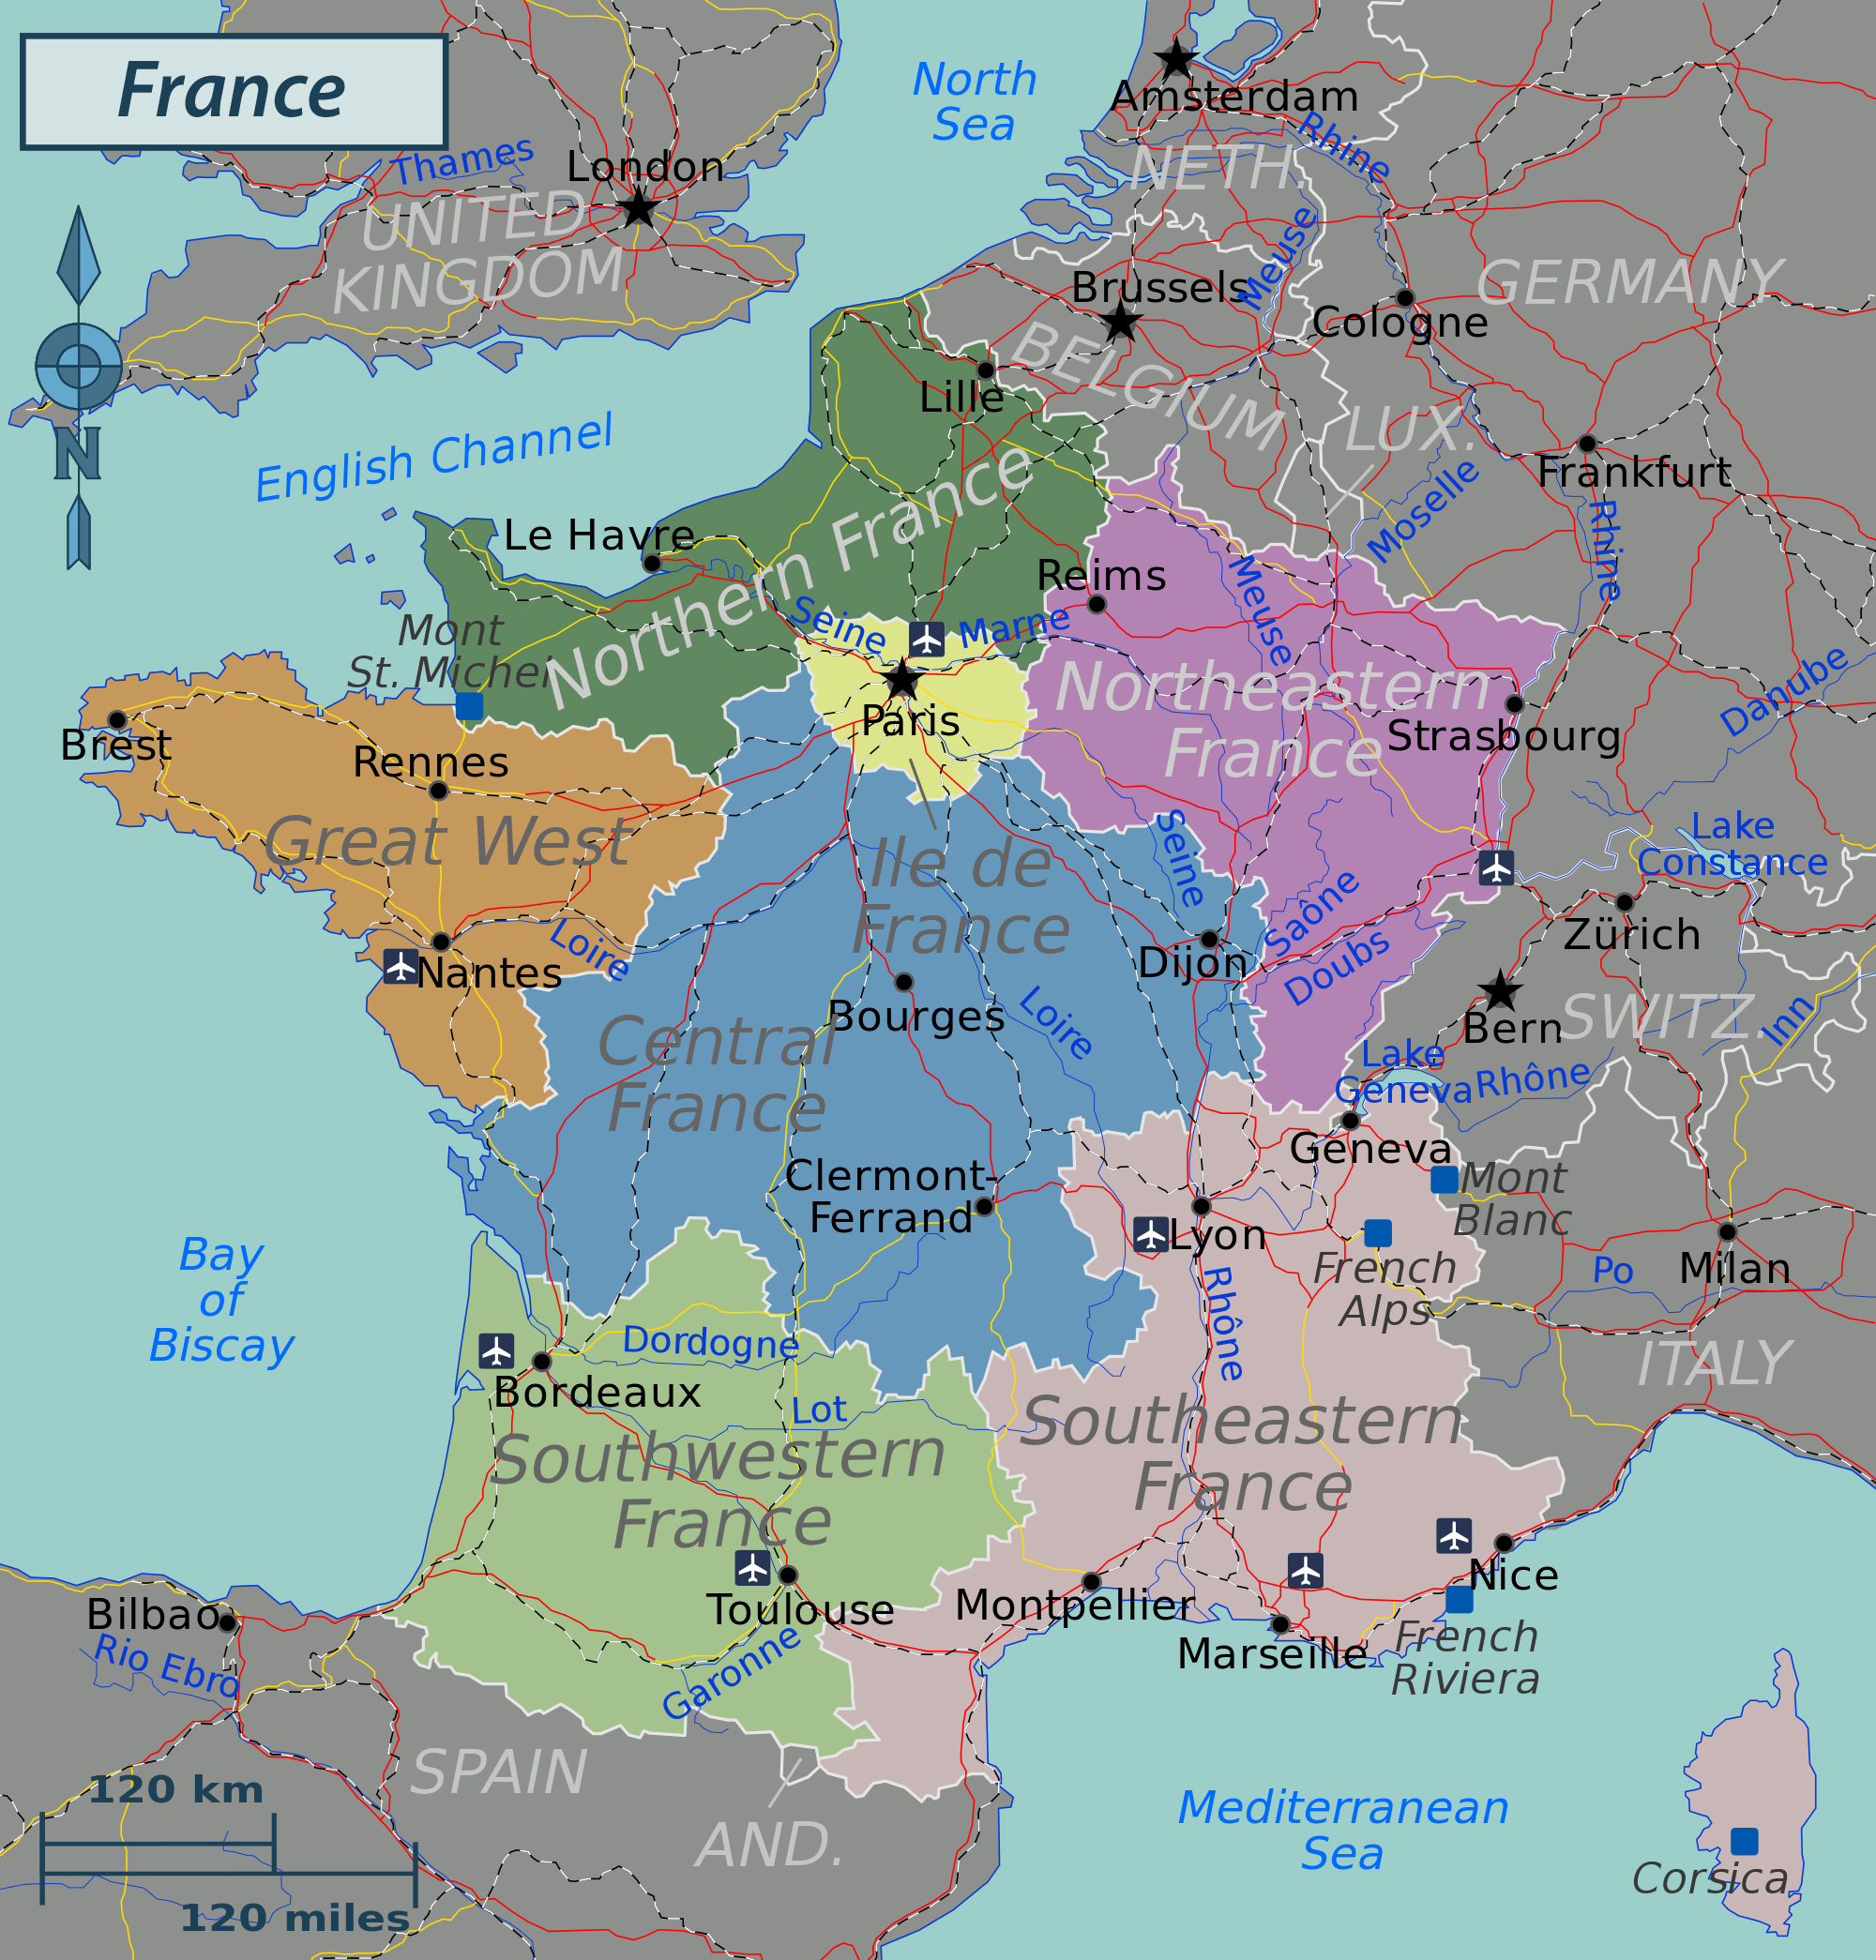 France
North
Sea
Amsterdam
Rhine
Thames
London
NETH.
UNITED
KINGDOM
Meuse
Brussels
GERMANY
Cologne
BELGIUM
Lille
LUX.
English Channel
N
Frankfurt
Moselle
Rhine
Northern France
Le Havre
Reims
Meuse
Seine
Marne
Mont
St. Michel
Northeastern
France
Danube
Strasbourg
Paris
Brest
Rennes
Great West
Ile de
France
Seine
Lake
Constance
Saône
Zürich
Loire
Dijon
Doubs
Nantes
Bourges
Loire
Bern
SWITZ.
Inn
Central
France
Lake
Geneva
Rhône
Geneva
Clermont-
Ferrand
Mont
Blanc
Lyon
French
Alps
Po
Milan
Bay
of
Biscay
Rhône
Dordogne
ITALY
Bordeaux
Lot
Southwestern
France
Southeastern
France
Nice
Toulouse
Montpellier
Bilbao
Rio Ebro
Marseille
French
Riviera
Garonne
SPAIN
120 km
120 miles
AND.
Mediterranean
Sea
Corsica